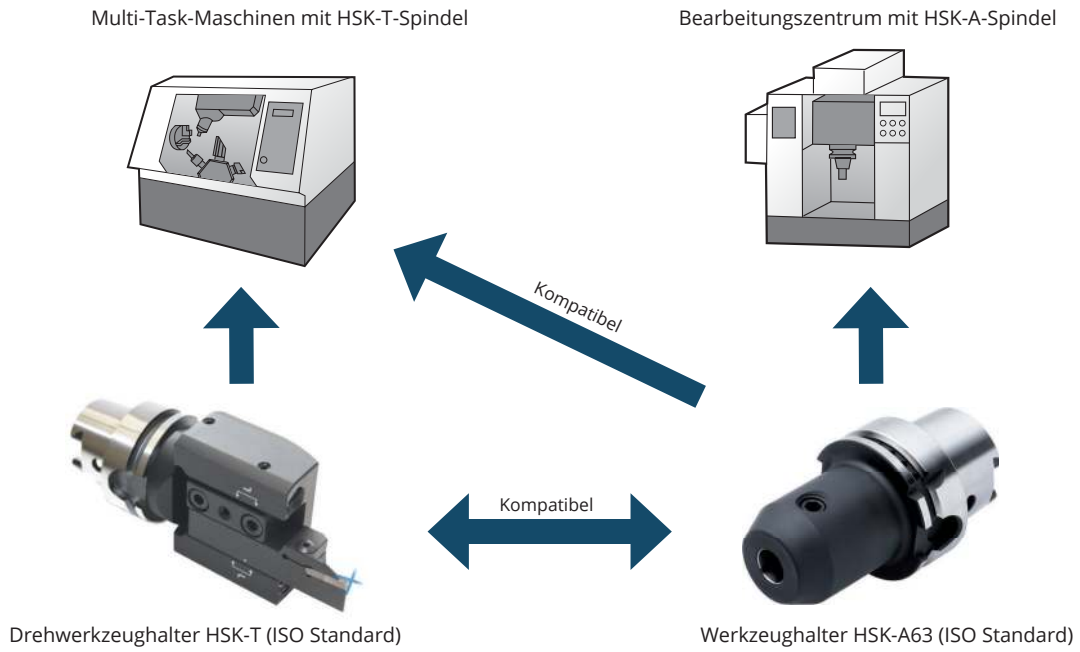 Multi-Task-Maschinen mit HSK-T-Spindel
Bearbeitungszentrum mit HSK-A-Spindel
Kompatibel
Kompatibel
Drehwerkzeughalter HSK-T (ISO Standard)
Werkzeughalter HSK-A63 (ISO Standard)